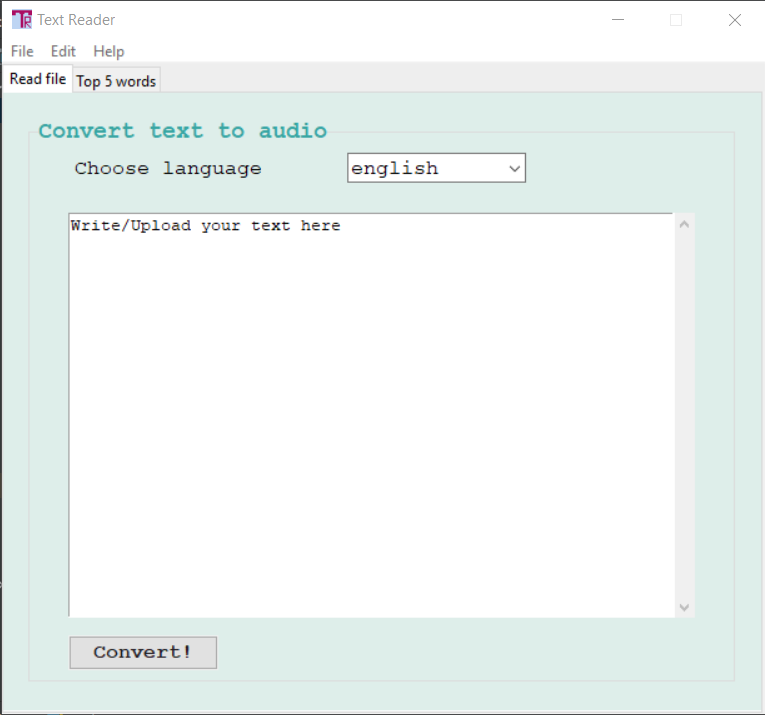 TR Text Reader
File Edit Help
Read file Top 5 words
Convert text to audio
Choose language english
Write/Upload your text here
Convert!